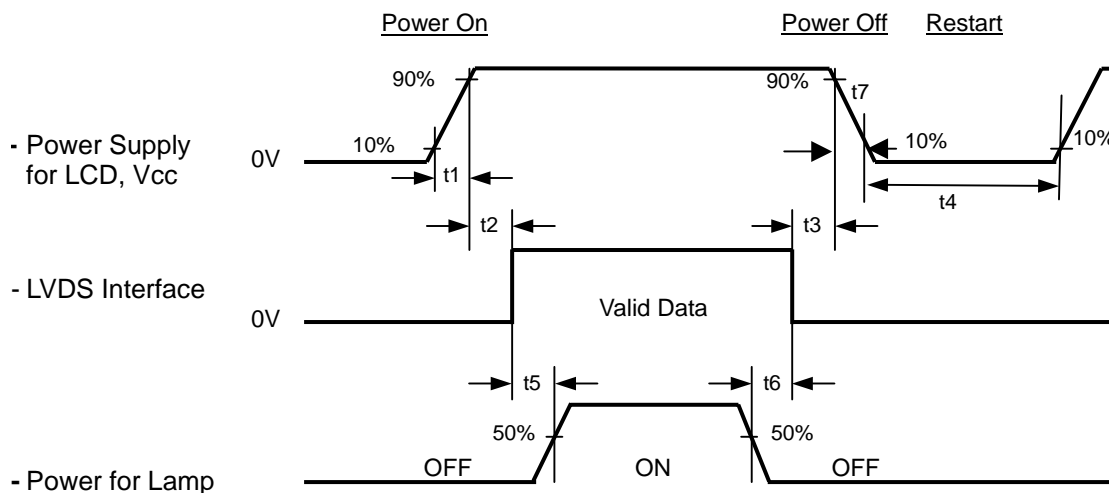 Power On Power Off Restart
90% 90% t7
- Power Supply
for LCD, Vcc
0V 10% 10% 10%
t1 t4
t2 t3
- LVDS Interface
Valid Data
0V
t5 t6
50% 50%
OFF ON OFF
- Power for Lamp